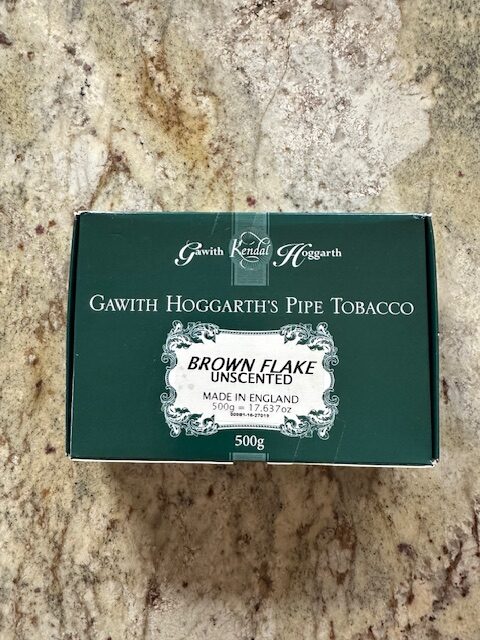 Gawith Kendal Hoggarth
GAWITH HOGGARTH'S PIPE TOBACCO
BROWN FLAKE
UNSCENTED
MADE IN ENGLAND
500g = 17.637oz
500g